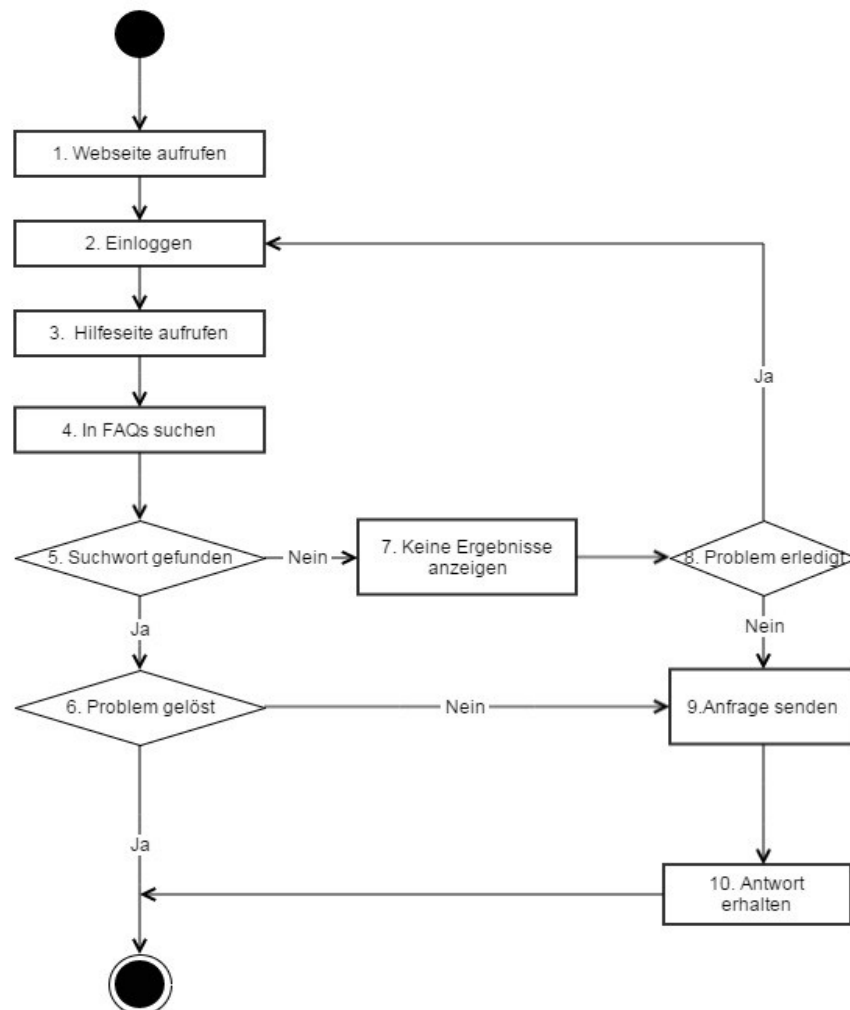 1. Webseite aufrufen
2. Einloggen
3. Hilfeseite aufrufen
Ja
4. In FAQs suchen
5. Suchwort gefunden
Nein
7. Keine Ergebnisse
anzeigen
8. Problem erledigt
Ja
Nein
6. Problem gelöst
Nein
9.Anfrage senden
Ja
10. Antwort
erhalten